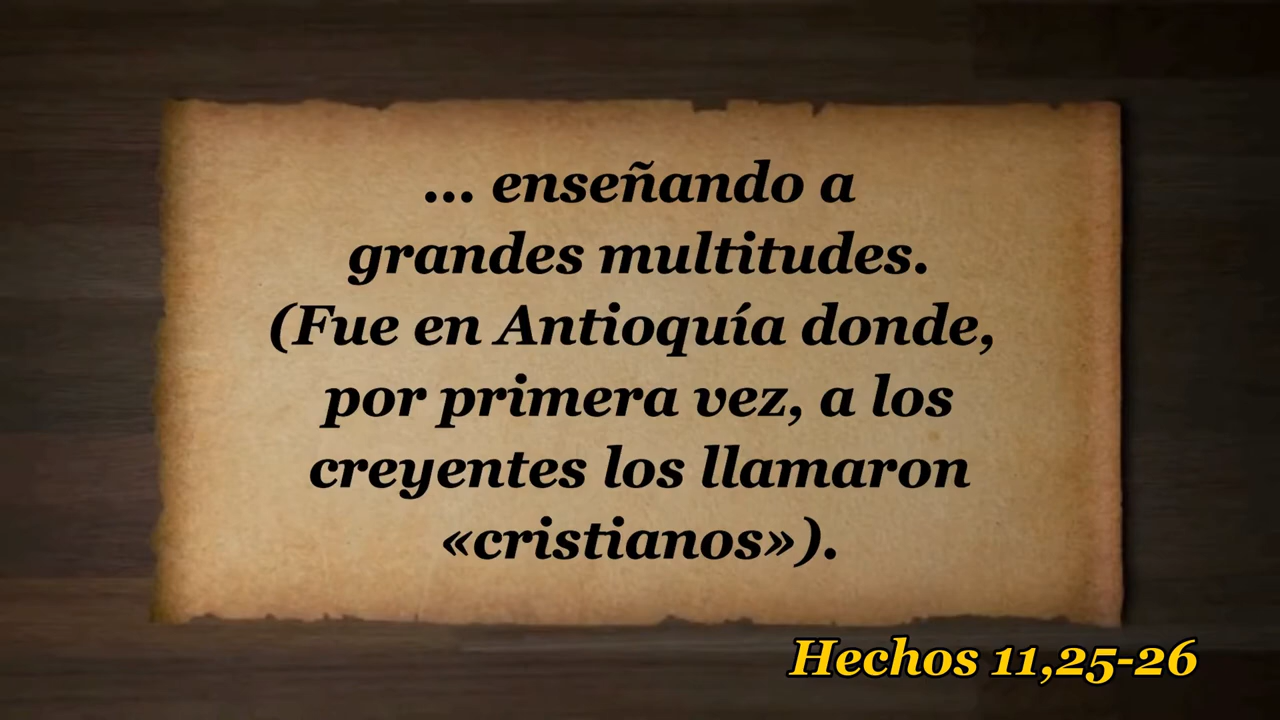 ... enseñando a
grandes multitudes.
(Fue en Antioquía donde,
por primera vez, a los
creyentes los llamaron
«cristianos»).
Hechos 11,25-26